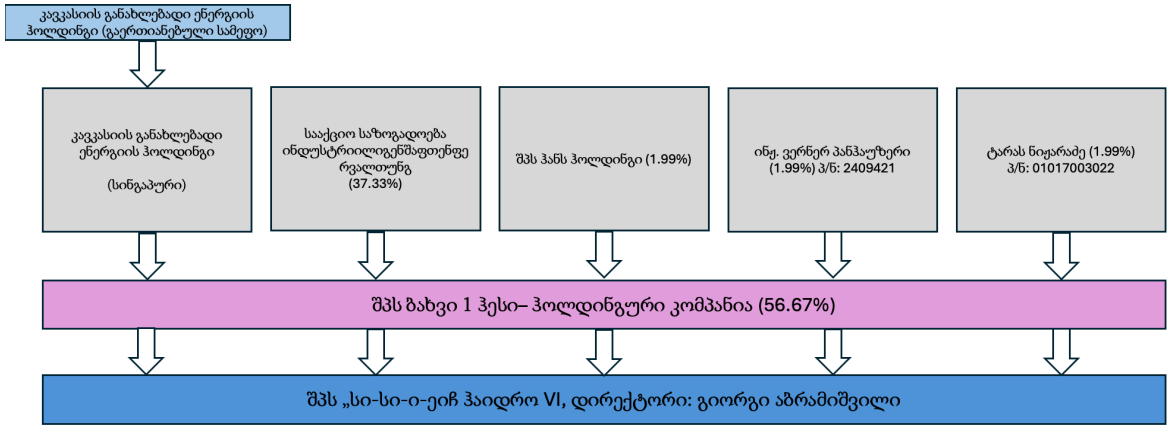 კავკასიის განახლებადი ენერგიის
ჰოლდინგი (გაერთიანებული სამეფო)
კავკასიის განახლებადი
ენერგიის ჰოლდინგი
(სინგაპური)
სააქციო საზოგადოება
ინდუსტრიილიგენშაფთენფე
რვალთუნგ
(37.33%)
შპს ჰანს ჰოლდინგი (1.99%)
ინჟ. ვერნერ პანჰაუზერი
(1.99%) პ/ნ: 2409421
ტარას ნიჟარაძე (1.99%)
პ/ნ: 01017003022
შპს ბახვი 1 ჰესი– ჰოლდინგური კომპანია (56.67%)
შპს „სი-სი-ი-ეიჩ ჰაიდრო VI, დირექტორი: გიორგი აბრამიშვილი